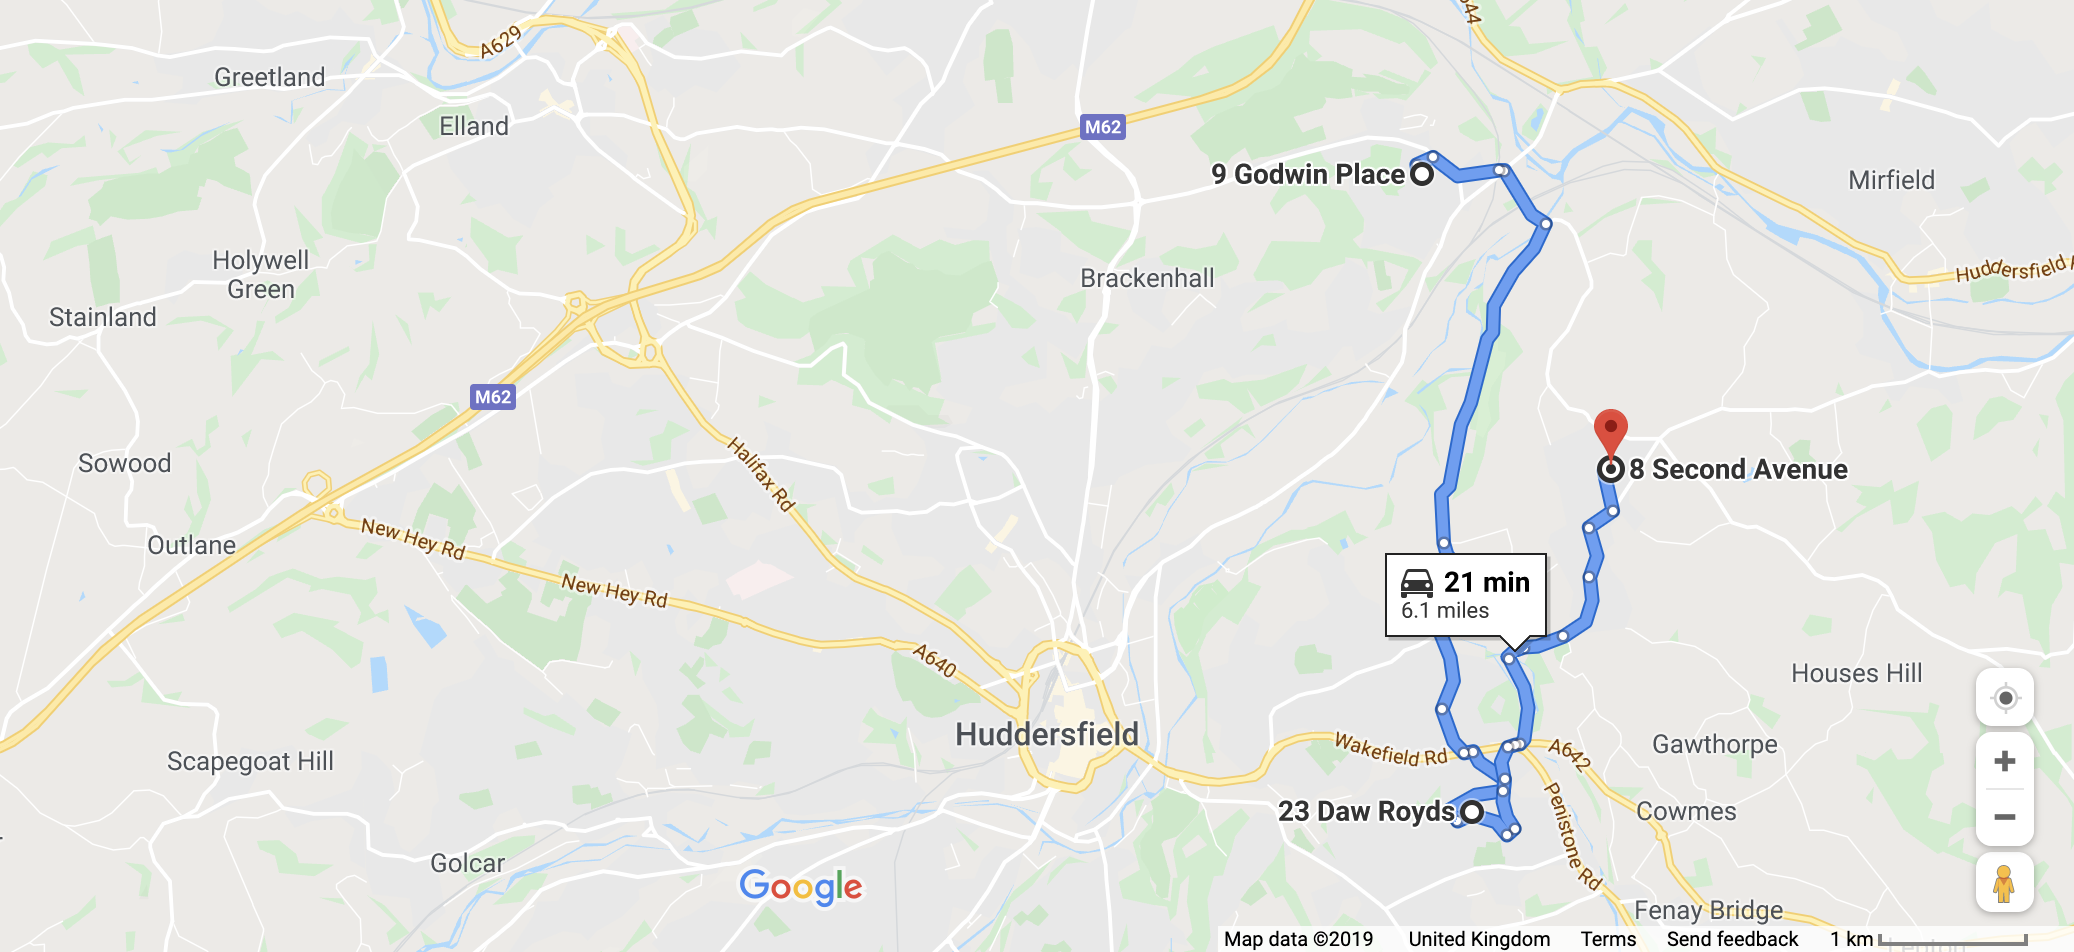 A629
644
Greetland
Elland
M62
9 Godwin Place
Mirfield
Holywell
Green
Brackenhall
Huddersfield R
Stainland
M62
Halifax Rd
Sowood
8 Second Avenue
New Hey Rd
Outlane
New Hey Rd
21 min
6.1 miles
A640
Houses Hill
Huddersfield
Wakefield Rd
A642
Gawthorpe
Scapegoat Hill
23 Daw Royds
Penistone Rd
Cowmes
Golcar
Google
Fenay Bridge
Map data ©2019 United Kingdom Terms Send feedback 1 km
Lepton